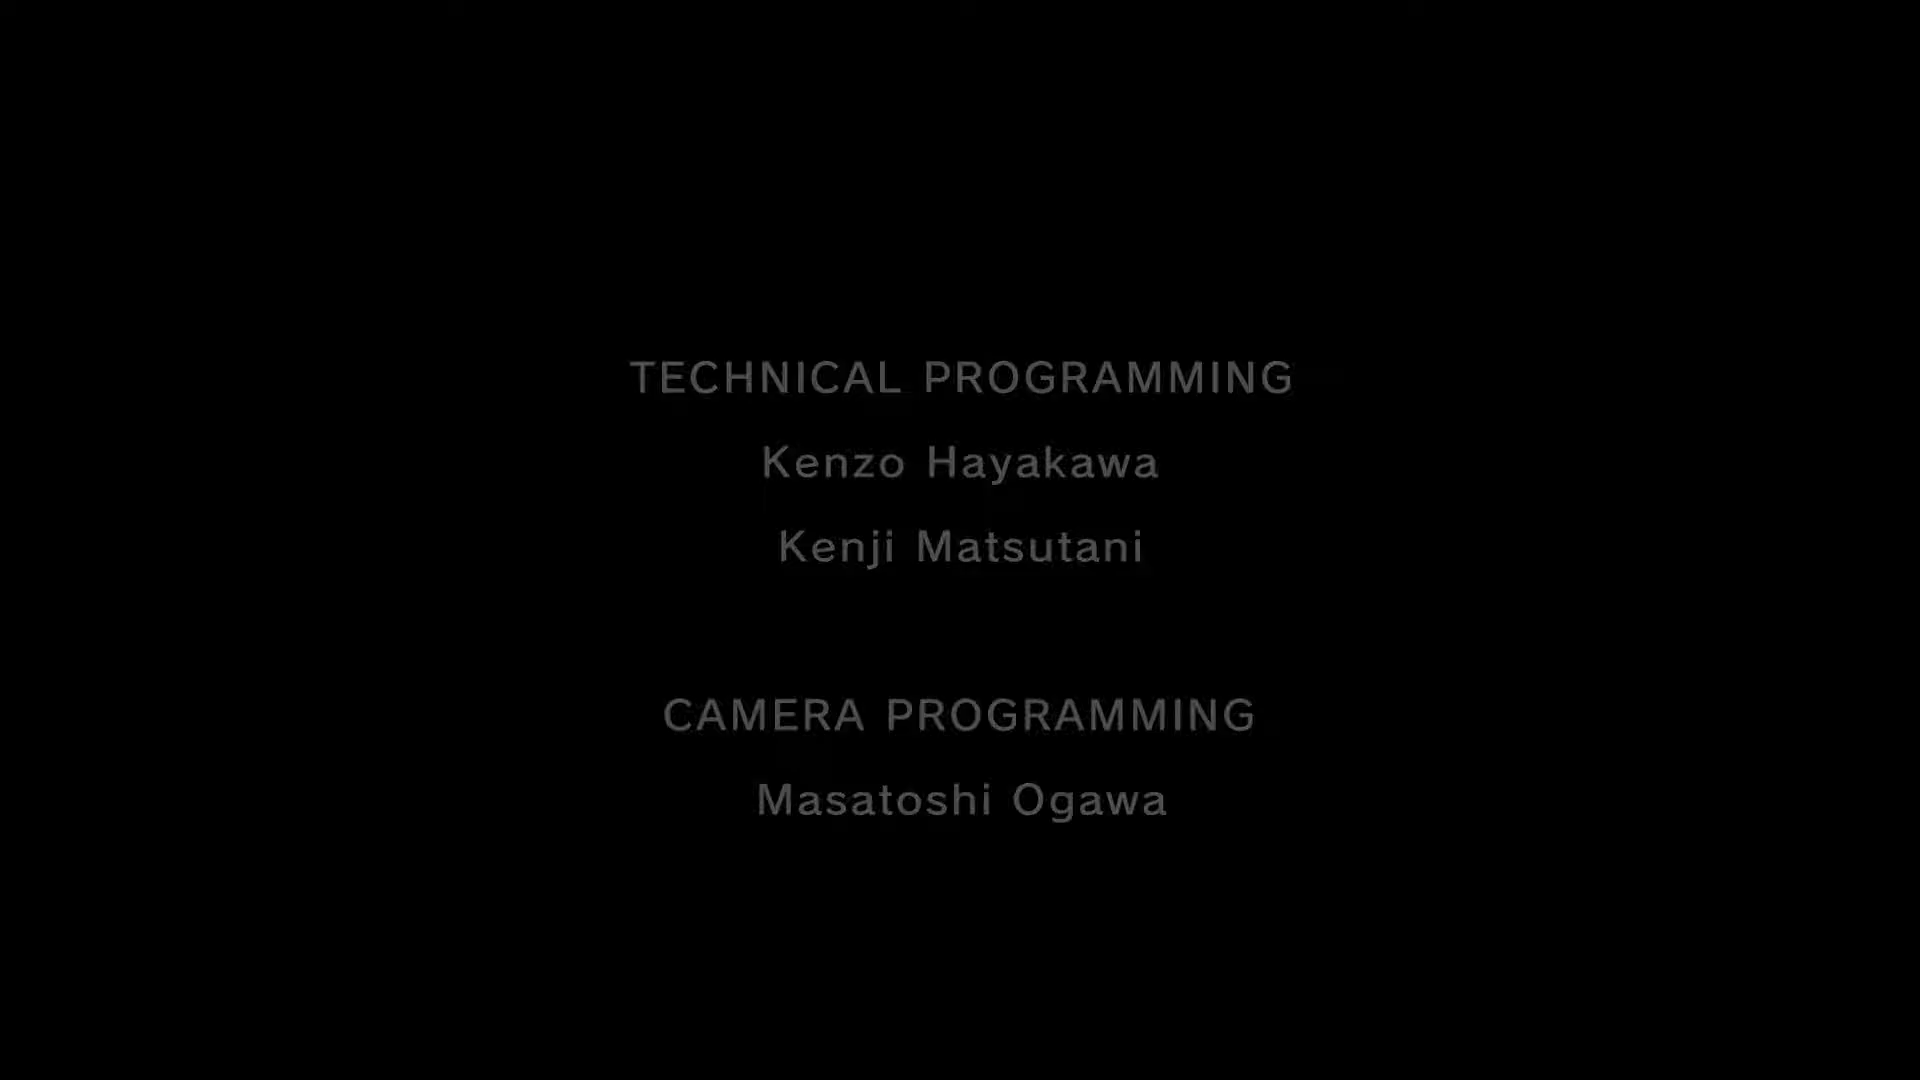 TECHNICAL PROGRAMMING
Kenzo Hayakawa
Kenji Matsutani
CAMERA PROGRAMMING
Masatoshi Ogawa